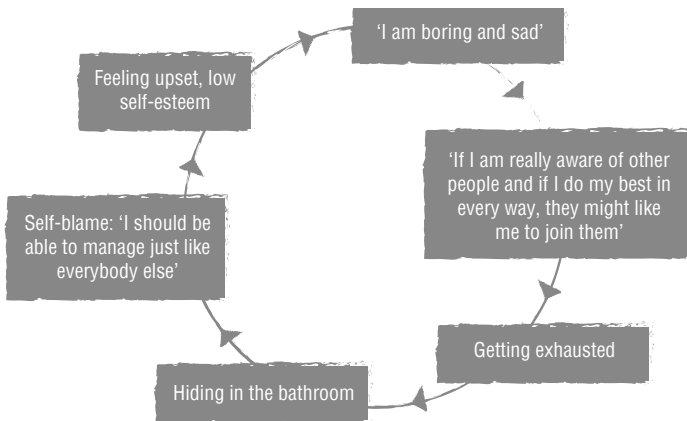 ‘I am boring and sad’
‘If I am really aware of other
people and if I do my best in
every way, they might like
me to join them’
Getting exhausted
Hiding in the bathroom
Self-blame: ‘I should be
able to manage just like
everybody else’
Feeling upset, low
self-esteem